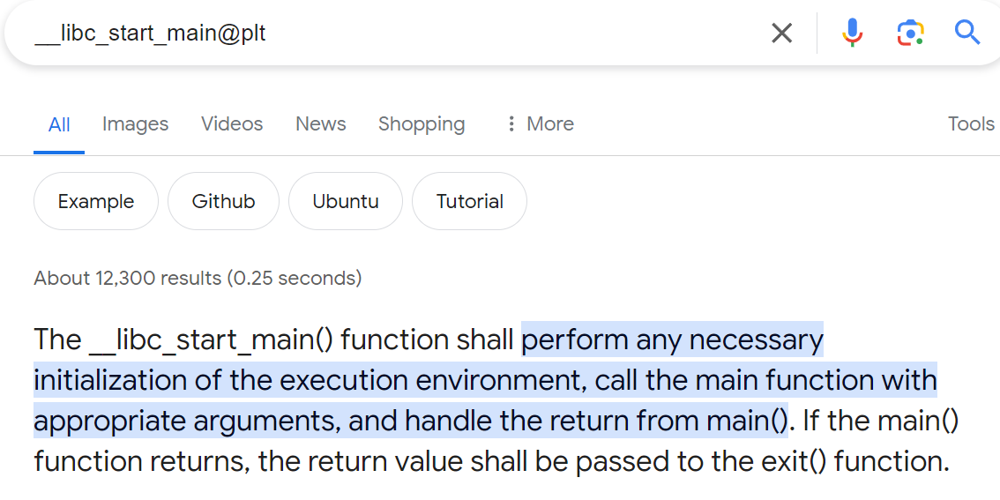 __libc_start_main@plt
All Images Videos News Shopping More Tools
Example Github Ubuntu Tutorial
About 12,300 results (0.25 seconds)
The __libc_start_main() function shall perform any necessary
initialization of the execution environment, call the main function with
appropriate arguments, and handle the return from main(). If the main()
function returns, the return value shall be passed to the exit() function.